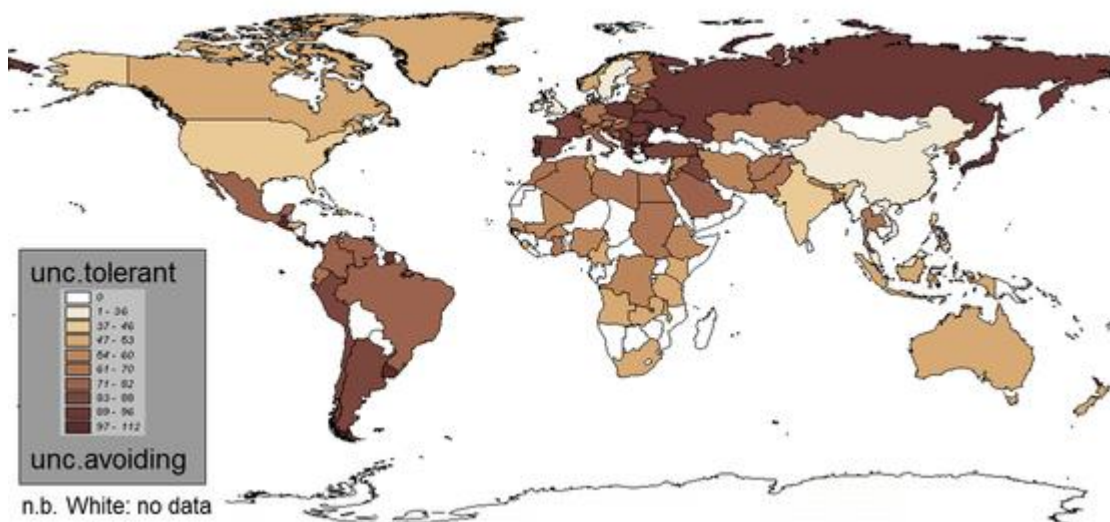 unc.tolerant
0
1 - 36
37 - 46
47 - 53
54 - 60
61 - 70
71 - 82
83 - 88
89 - 96
97 - 112
unc.avoiding
n.b. White: no data